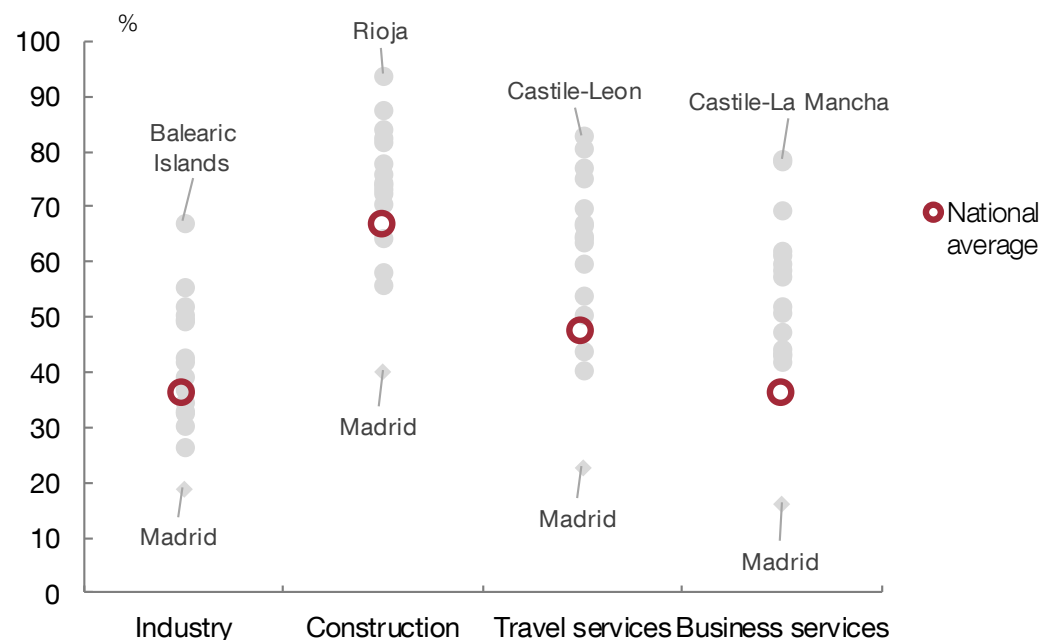 %
100
90
80
70
60
50
40
30
20
10
0
Balearic
Islands
Madrid
Rioja
Madrid
Castile-Leon
Madrid
Castile-La Mancha
Madrid
National
average
Industry
Construction
Travel services
Business services